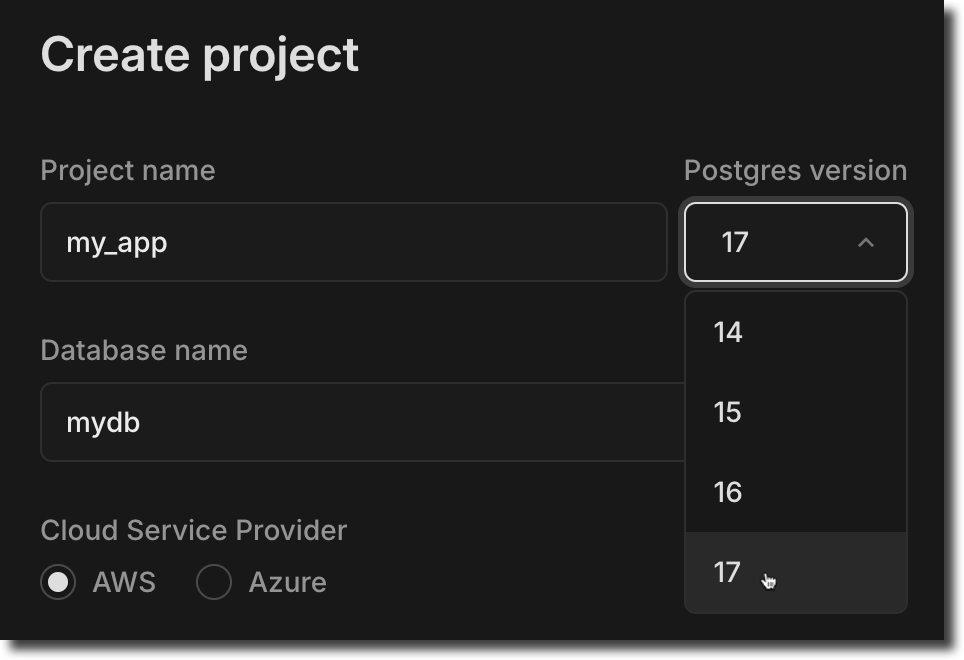 Create project
Project name
Postgres version
my_app
17
14
Database name
15
mydb
16
Cloud Service Provider
17
AWS
Azure